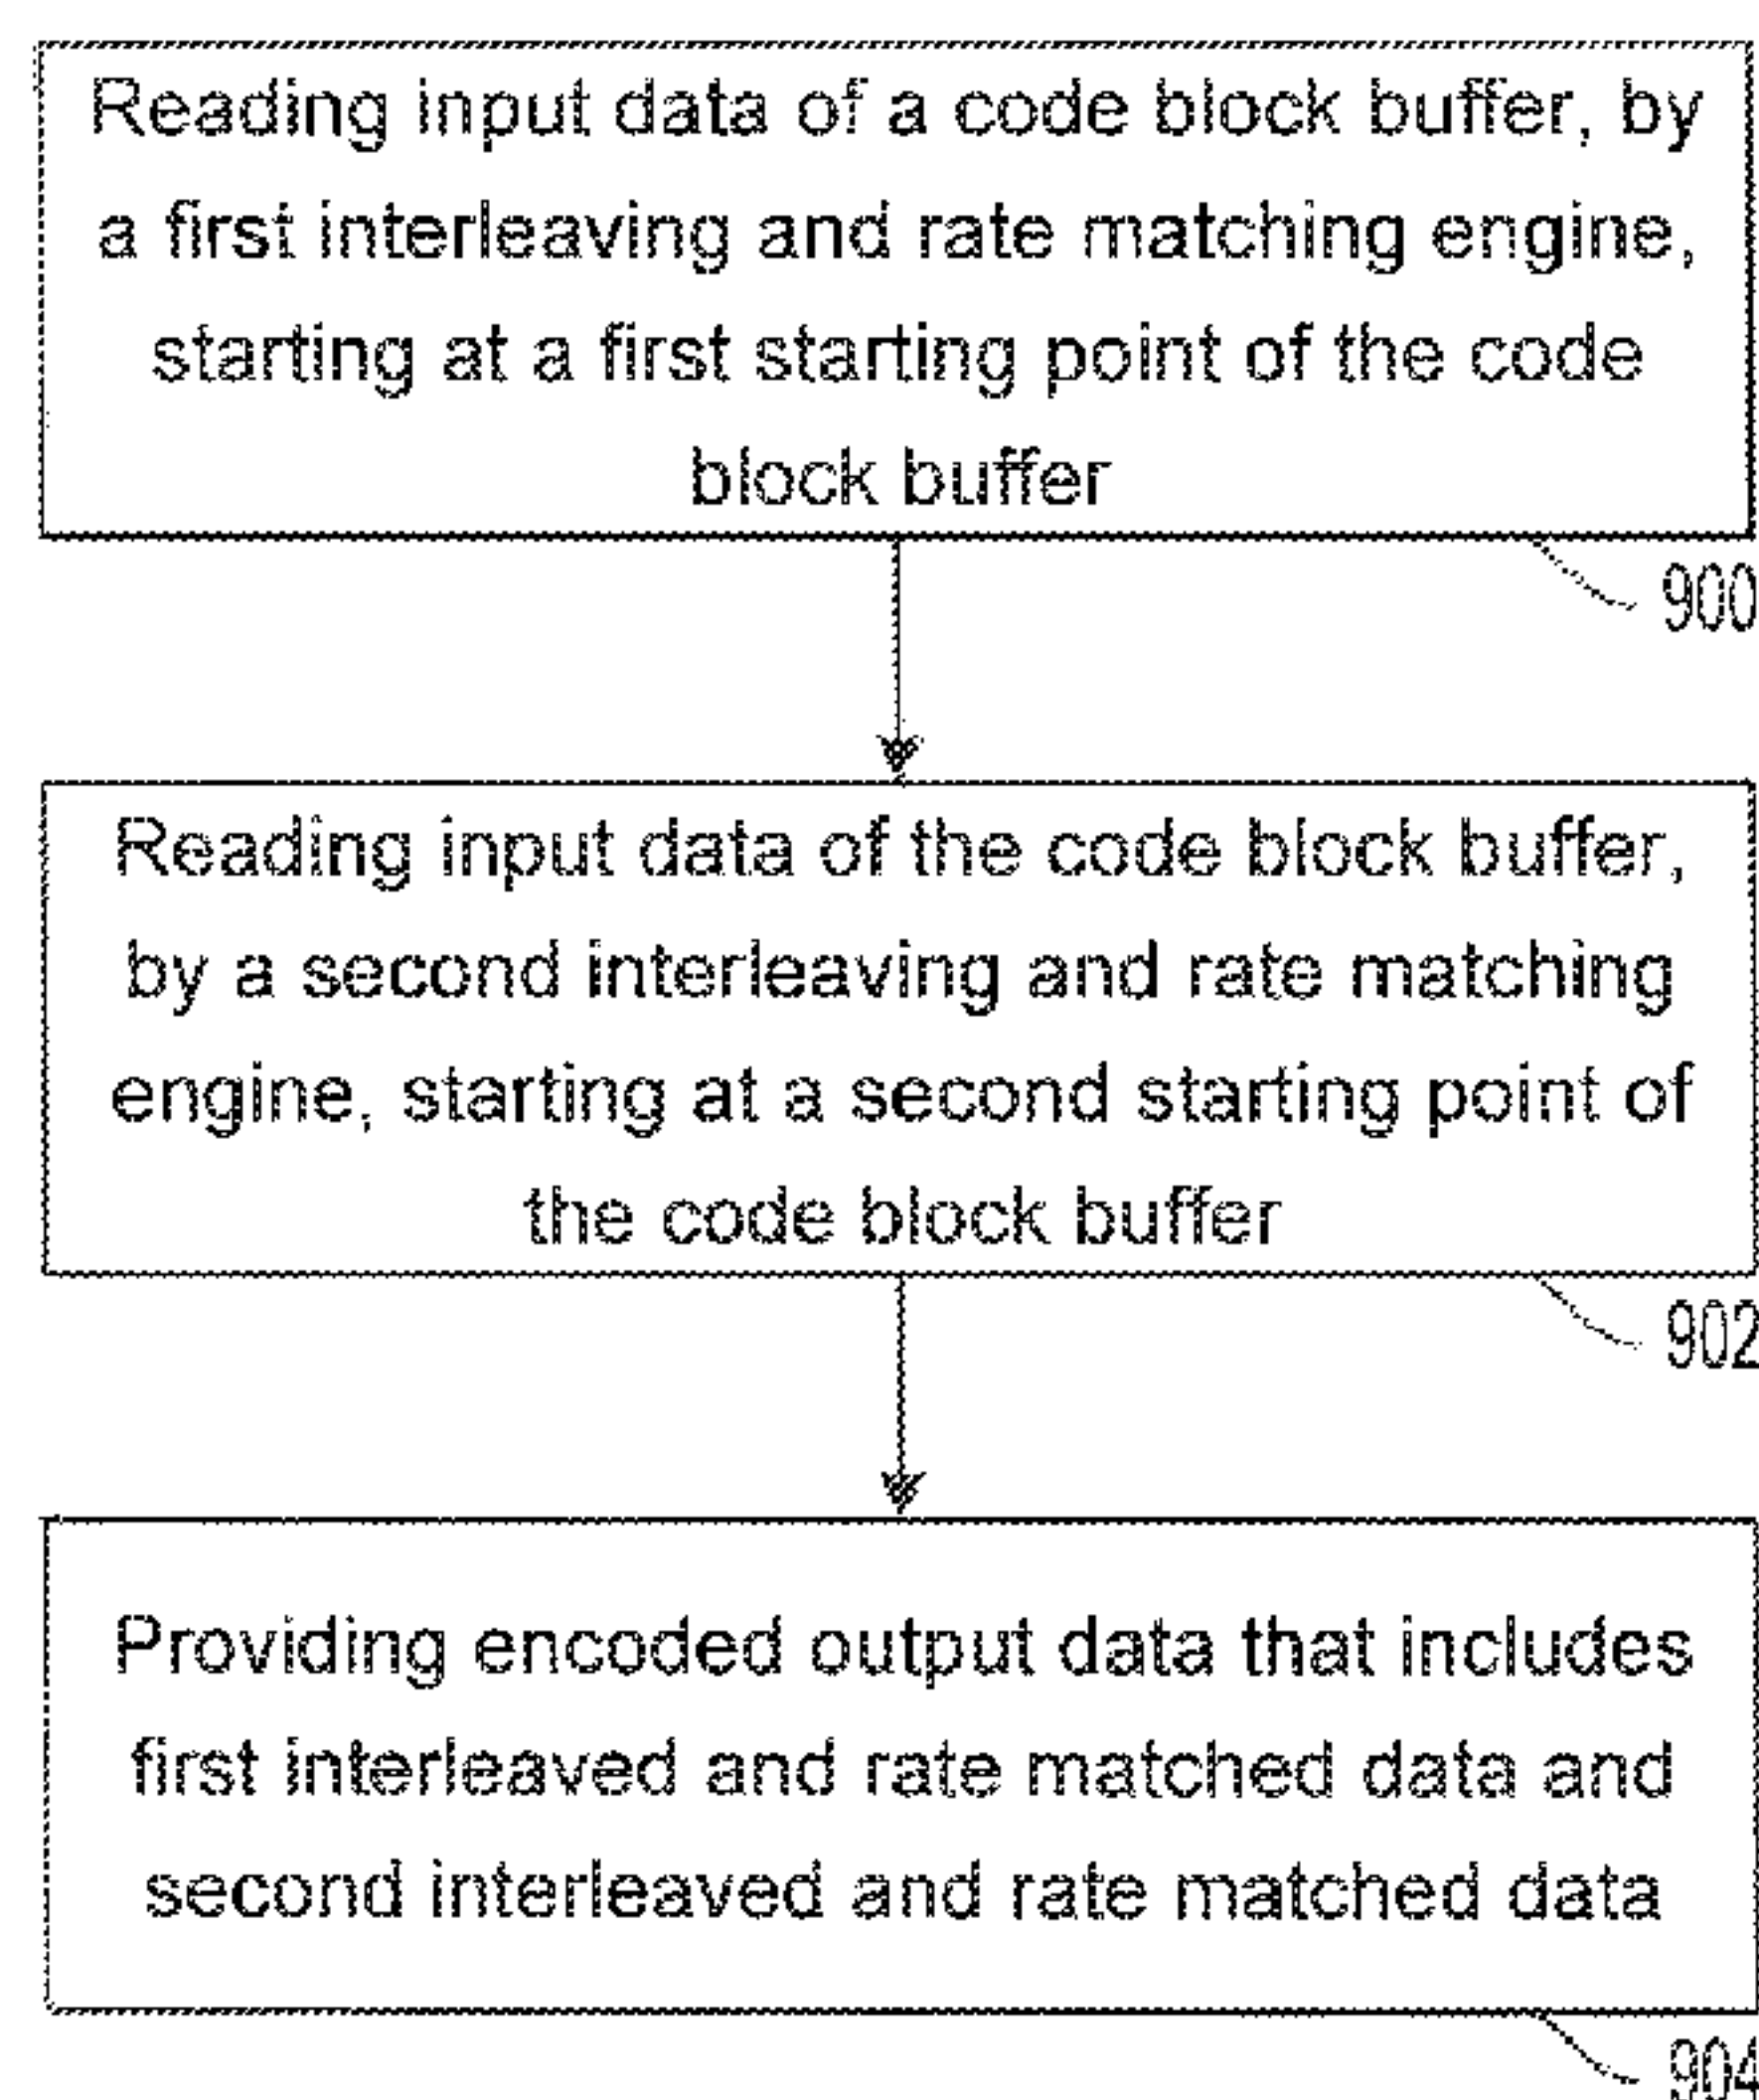 Reading input data of a code block buffer, by
a first interleaving and rate matching engine,
starting at a first starting point of the code
block buffer
900
Reading input data of the code block buffer,
by a second interleaving and rate matching
engine, starting at a second starting point of
the code block buffer
902
Providing encoded output data that includes
first interleaved and rate matched data and
second interleaved and rate matched data
904